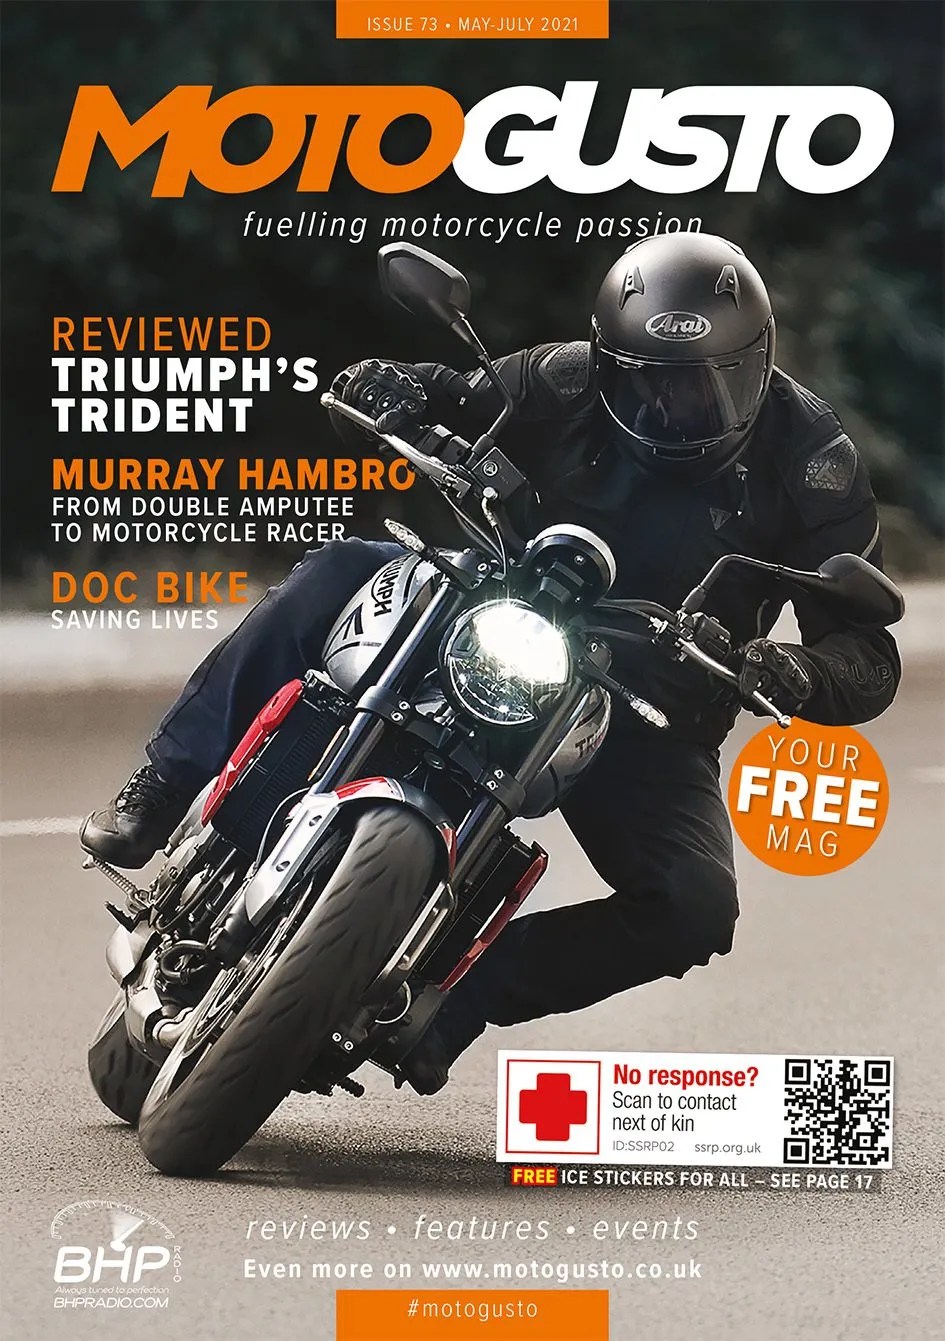 ISSUE 73 • MAY-JULY 2021
MOTOGUSTO
fuelling motorcycle passion
Arai
REVIEWED
TRIUMPH'S
TRIDENT
MURRAY HAMBRO
FROM DOUBLE AMPUTEE
TO MOTORCYCLE RACER
DOC BIKE
SAVING LIVES
TRIUMPH
YOUR
FREE
MAG
No response?
Scan to contact
next of kin
ID:SSRP02 ssrp.org.uk
FREE ICE STICKERS FOR ALL – SEE PAGE 17
reviews • features • events
Even more on www.motogusto.co.uk
BHP
RADIO
Always tuned to perfection
BHPRADIO.COM
#motogusto